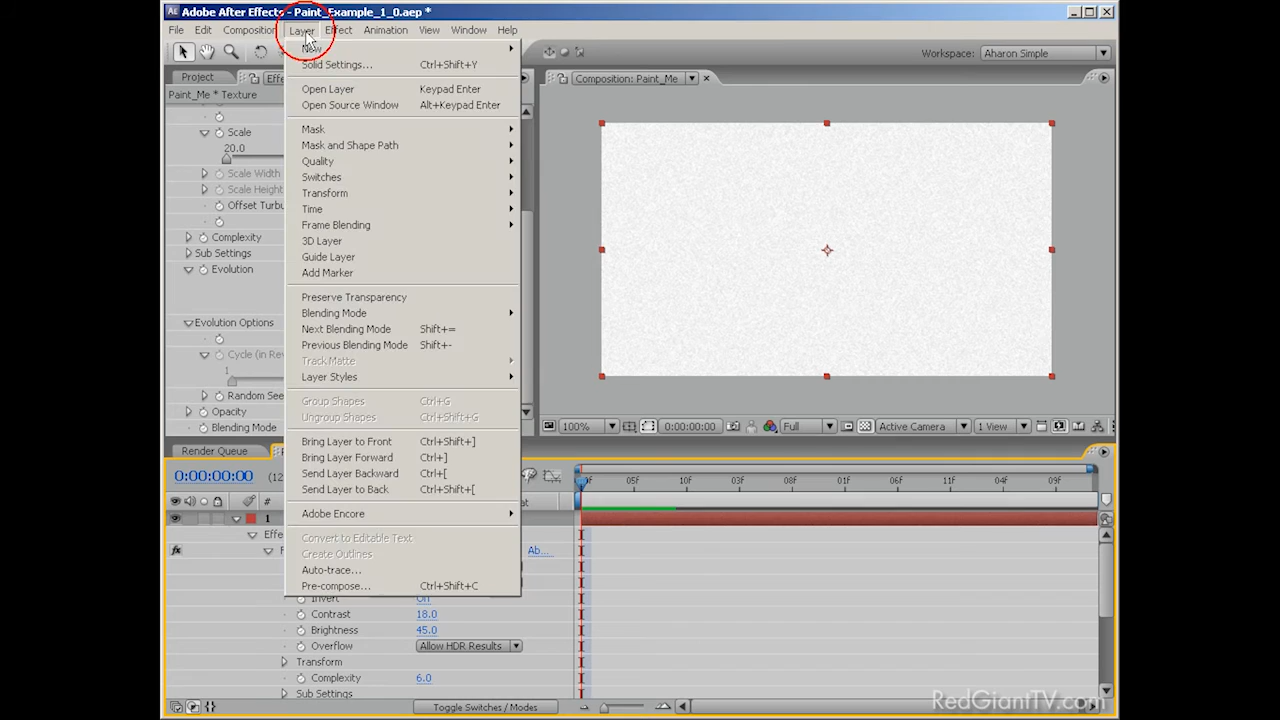 Adobe After Effects - Paint_Example_1_0.aep *
File Edit Composition Layer Effect Animation View Window Help
Workspace: Aharon Simple
New
Solid Settings... Ctrl+Shift+Y
Open Layer Keypad Enter
Open Source Window Alt+Keypad Enter
Mask
Mask and Shape Path
Quality
Switches
Transform
Time
Frame Blending
3D Layer
Guide Layer
Add Marker
Preserve Transparency
Blending Mode
Next Blending Mode Shift+=
Previous Blending Mode Shift+-
Track Matte
Layer Styles
Group Shapes Ctrl+G
Ungroup Shapes Ctrl+Shift+G
Bring Layer to Front Ctrl+Shift+]
Bring Layer Forward Ctrl+]
Send Layer Backward Ctrl+[
Send Layer to Back Ctrl+Shift+[
Adobe Encore
Convert to Editable Text
Create Outlines
Auto-trace...
Pre-compose... Ctrl+Shift+C
Project Effe
Paint_Me * Texture
Scale
20.0
Scale Width
Scale Height
Offset Turbu
Complexity
Sub Settings
Evolution
Evolution Options
Cycle (in Rev
1
Random See
Opacity
Blending Mode
Composition: Paint_Me
100% 0:00:00:00 Full Active Camera 1 View
Render Queue
0:00:00:00 (12
#
1
Effe
Ab...
Invert On
Contrast 18.0
Brightness 45.0
Overflow Allow HDR Results
Transform
Complexity 6.0
Sub Settings
Toggle Switches / Modes
06f 03f 08f 01f 05f 10f 03f 09f
RedGiantTV.com